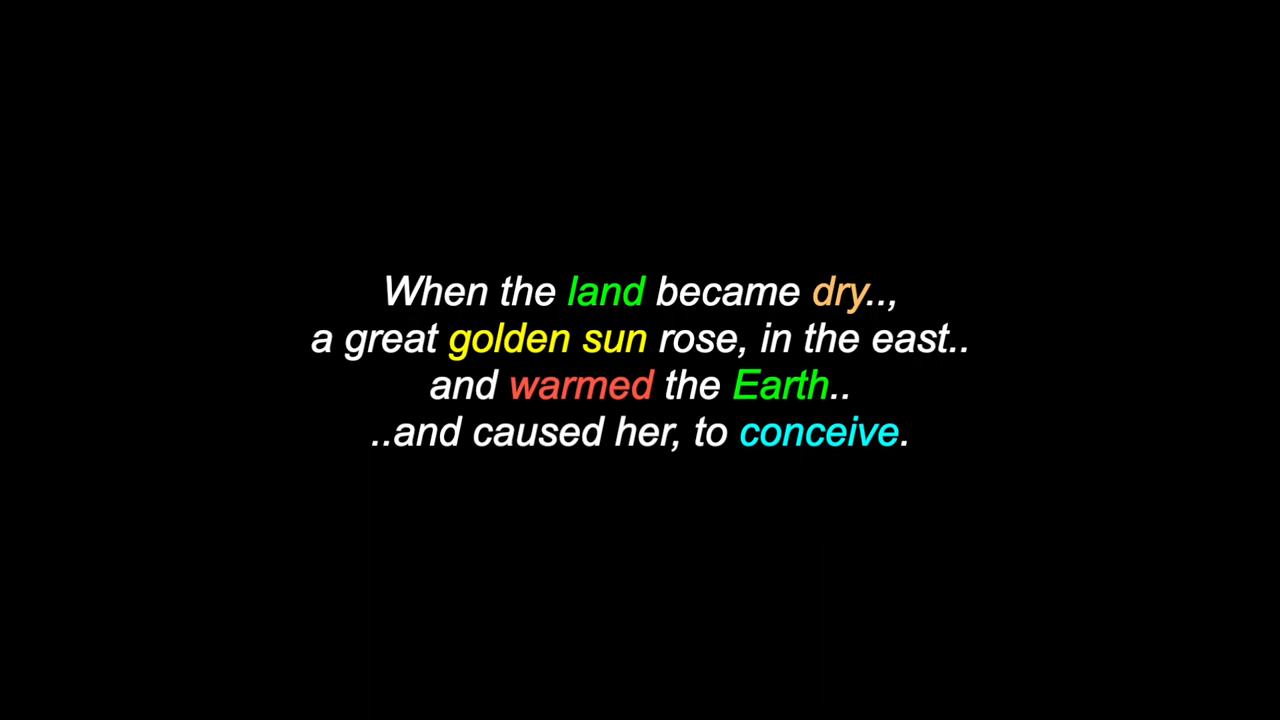 When the land became dry..,
a great golden sun rose, in the east..
and warmed the Earth..
..and caused her, to conceive.